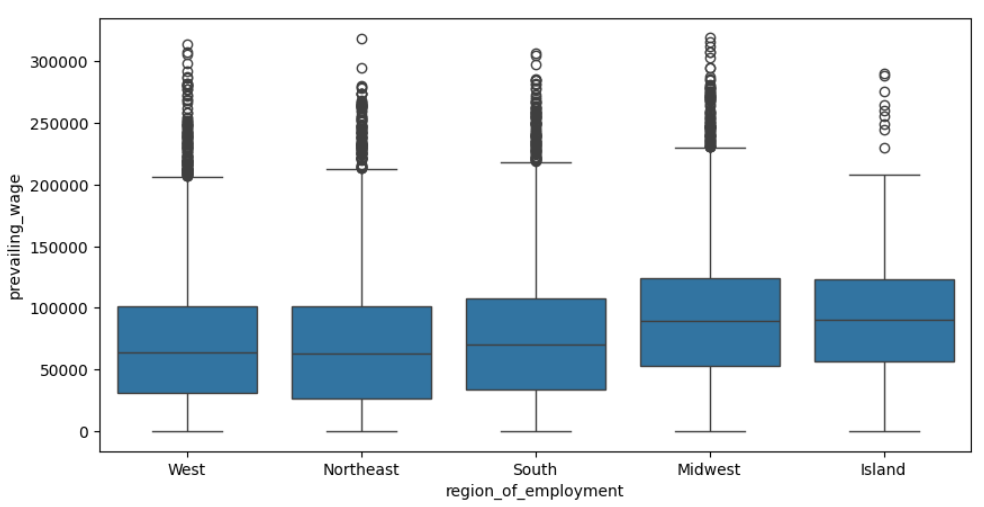 300000
250000
200000
150000
100000
50000
0
prevailing_wage
West Northeast South Midwest Island
region_of_employment